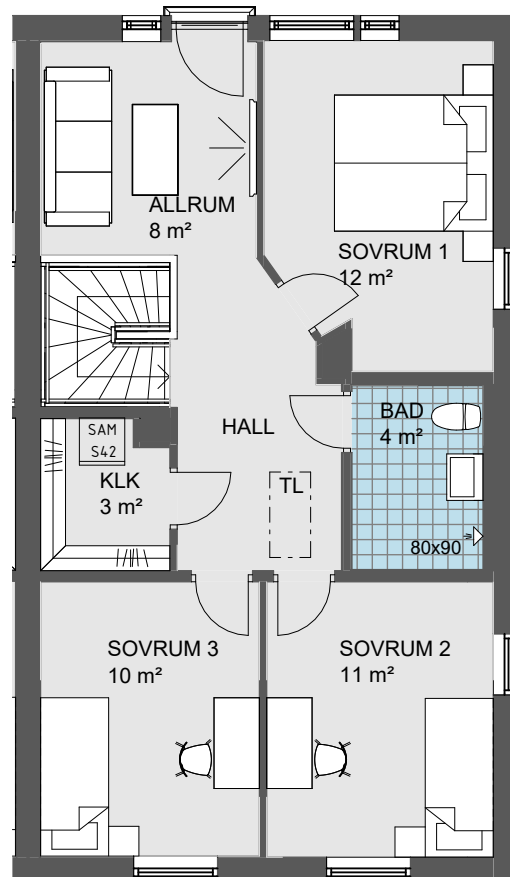 ALLRUM
8 m²
SOVRUM 1
12 m²
HALL
BAD
4 m²
SAM
S42
KLK
3 m²
TL
80x90
SOVRUM 3
10 m²
SOVRUM 2
11 m²